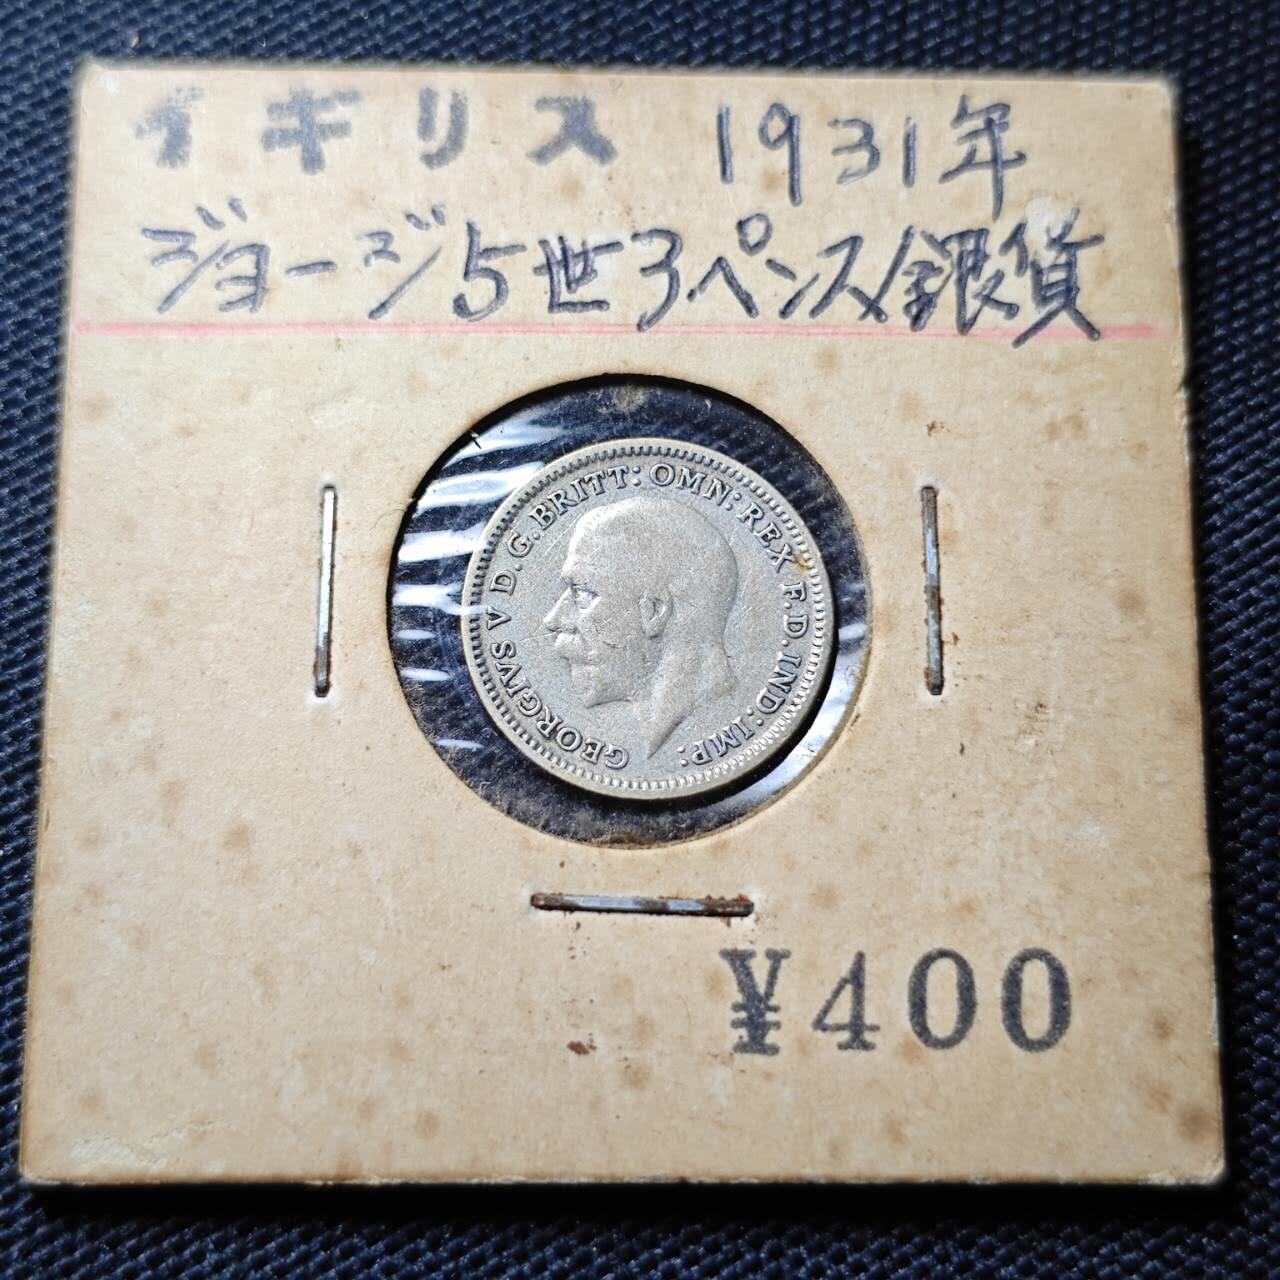 イギリス 1931年
ジョージ5世3ペンス銀貨
GEORGIVS V D.G.BRITT: OMN: REX F.D.IND:IMP:
¥400